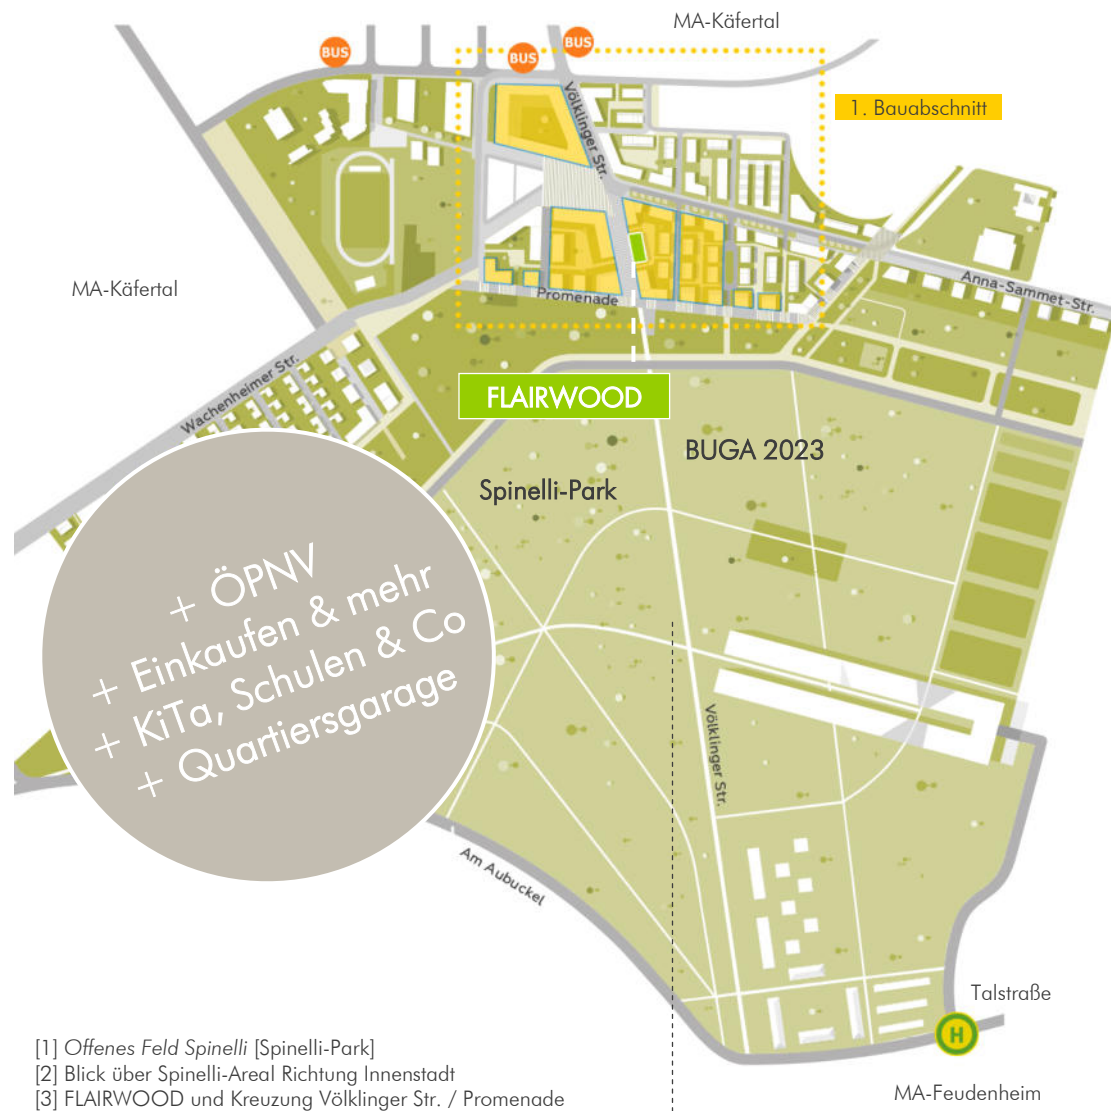 MA-Käfertal
BUS
BUS
BUS
1. Bauabschnitt
Völklinger Str.
MA-Käfertal
Anna-Sammet-Str.
Promenade
Wachenheimer Str.
FLAIRWOOD
BUGA 2023
Spinelli-Park
+ ÖPNV
+ Einkaufen & mehr
+ KiTa, Schulen & Co
+ Quartiersgarage
Völklinger Str.
Am Aubuckel
Talstraße
H
MA-Feudenheim
[1] Offenes Feld Spinelli [Spinelli-Park]
[2] Blick über Spinelli-Areal Richtung Innenstadt
[3] FLAIRWOOD und Kreuzung Völklinger Str. / Promenade